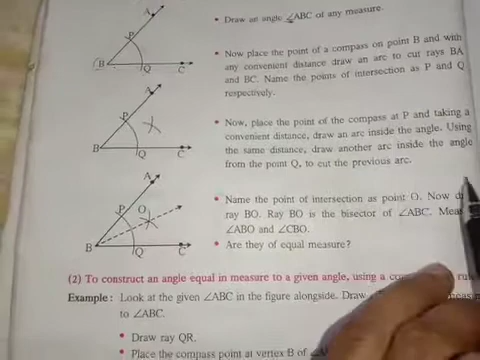 A
P
B
Q
C
• Draw an angle ∠ABC of any measure.
• Now place the point of a compass on point B and with
any convenient distance draw an arc to cut rays BA
and BC. Name the points of intersection as P and Q
respectively.
A
P
B
Q
C
• Now, place the point of the compass at P and taking a
convenient distance, draw an arc inside the angle. Using
the same distance, draw another arc inside the angle
from the point Q, to cut the previous arc.
A
P
O
B
Q
C
• Name the point of intersection as point O. Now
ray BO. Ray BO is the bisector of ∠ABC.
∠ABO and ∠CBO.
• Are they of equal measure?
(2) To construct an angle equal in measure to a given angle, using a
Example: Look at the given ∠ABC in the figure alongside. Draw
to ∠ABC.
• Draw ray QR.
• Place the compass point at vertex B of